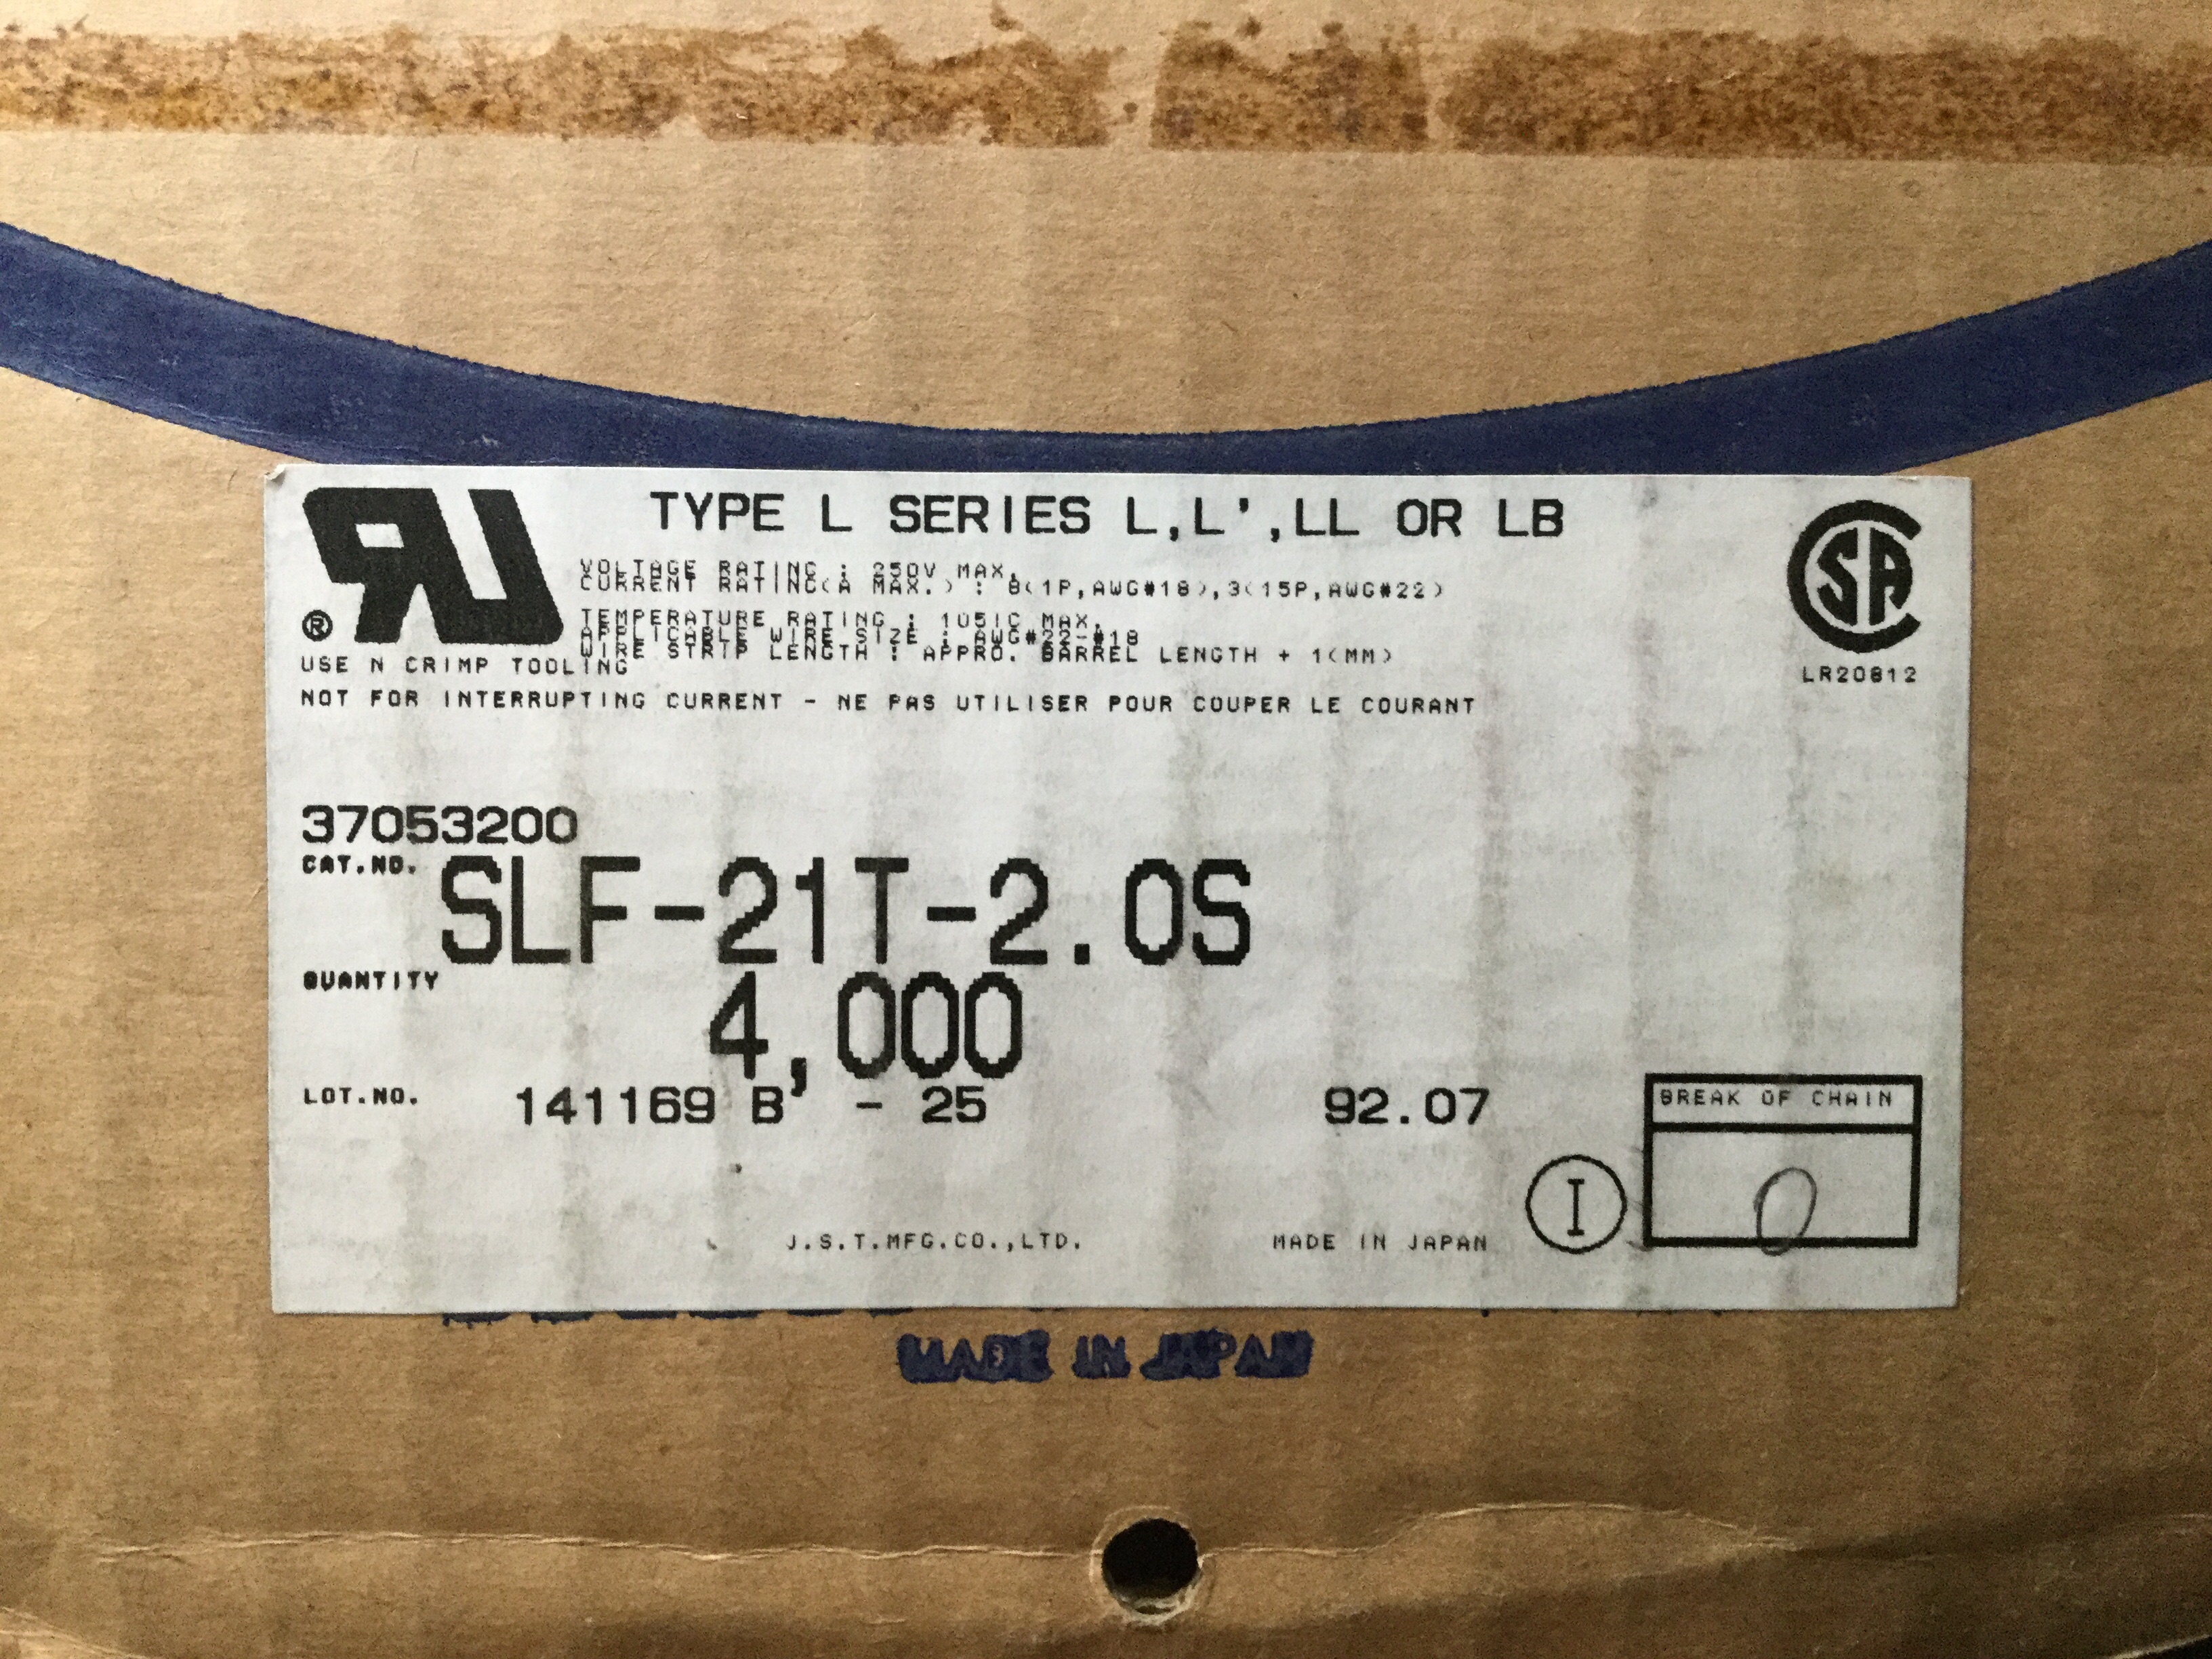 TYPE L SERIES L,L',LL OR LB
VOLTAGE RATING : 250V MAX.
CURRENT RATING(A MAX.) : 8(1P,AWG#18),3(15P,AWG#22)
TEMPERATURE RATING : 105|C MAX.
APPLICABLE WIRE SIZE : AWG#22-#18
WIRE STRIP LENGTH : APPRO. BARREL LENGTH + 1(MM)
®
USE N CRIMP TOOLING
LR20812
NOT FOR INTERRUPTING CURRENT - NE PAS UTILISER POUR COUPER LE COURANT
37053200
CAT.NO. SLF-21T-2.0S
QUANTITY 4,000
LOT.NO. 141169 B - 25 92.07
BREAK OF CHAIN
I 0
J.S.T.MFG.CO.,LTD. MADE IN JAPAN
MADE IN JAPAN